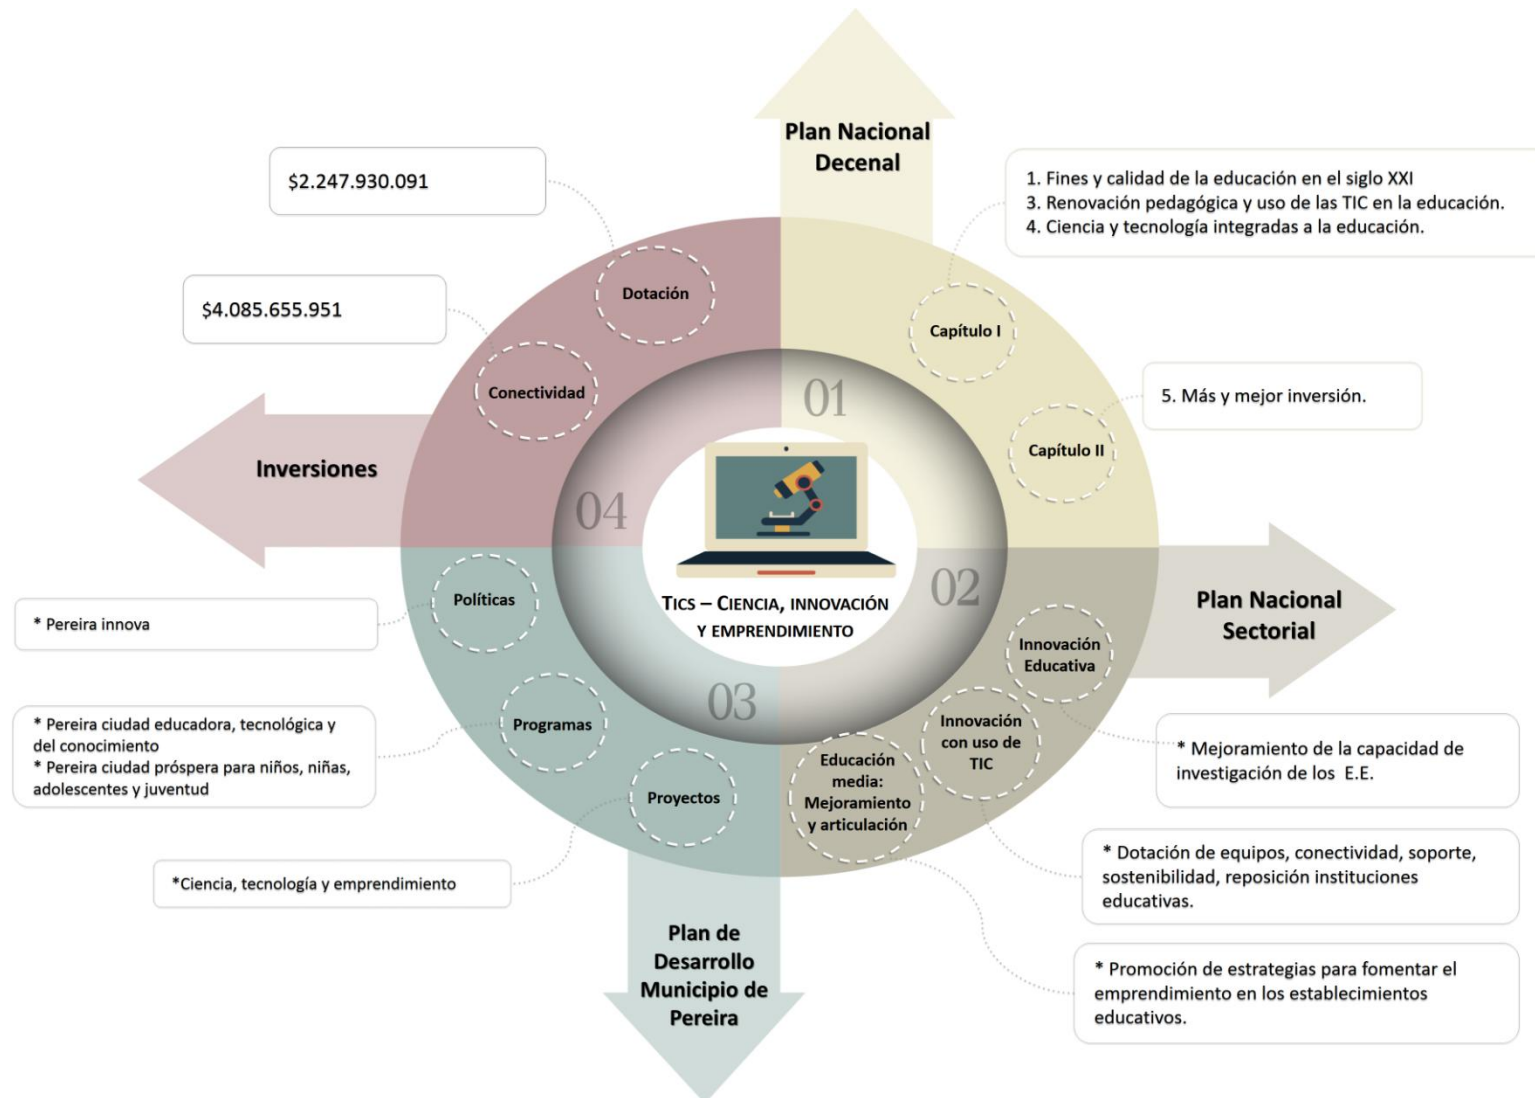 Plan Nacional
Decenal
1. Fines y calidad de la educación en el siglo XXI
3. Renovación pedagógica y uso de las TIC en la educación.
4. Ciencia y tecnología integradas a la educación.
Capítulo I
5. Más y mejor inversión.
Capítulo II
01
Plan Nacional
Sectorial
02
Innovación
Educativa
* Mejoramiento de la capacidad de
investigación de los E.E.
Innovación
con uso de
TIC
* Dotación de equipos, conectividad, soporte,
sostenibilidad, reposición instituciones
educativas.
Educación
media:
Mejoramiento
y articulación
* Promoción de estrategias para fomentar el
emprendimiento en los establecimientos
educativos.
03
Plan de
Desarrollo
Municipio de
Pereira
Proyectos
*Ciencia, tecnología y emprendimiento
Programas
* Pereira ciudad educadora, tecnológica y
del conocimiento
* Pereira ciudad próspera para niños, niñas,
adolescentes y juventud
Políticas
* Pereira innova
04
Inversiones
Conectividad
$4.085.655.951
Dotación
$2.247.930.091
TICS – CIENCIA, INNOVACIÓN
Y EMPRENDIMIENTO